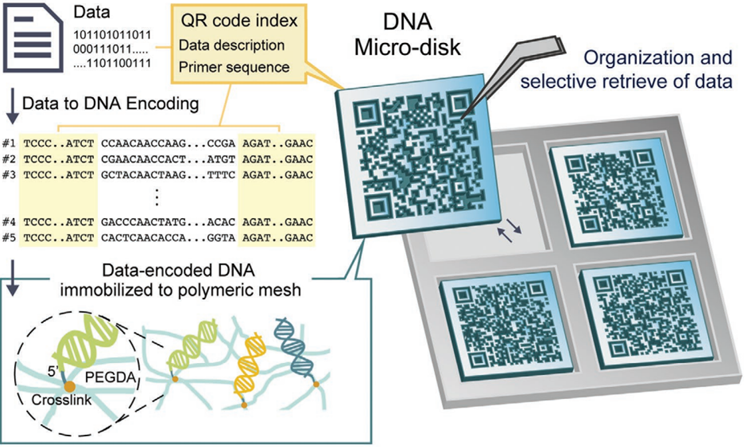 Data
101101011011
000111011.....
....1101100111
QR code index
Data description
Primer sequence
DNA
Micro-disk
Organization and
selective retrieve of data
Data to DNA Encoding
#1 TCCC..ATCT CCAACAACCAAG...CCGA AGAT..GAAC
#2 TCCC..ATCT CGAACAACCACT...ATGT AGAT..GAAC
#3 TCCC..ATCT GCTACAACTAAG...TTTC AGAT..GAAC
⋮
#4 TCCC..ATCT GACCCAACTATG...ACAC AGAT..GAAC
#5 TCCC..ATCT CACTCAACACCA...GGTA AGAT..GAAC
Data-encoded DNA
immobilized to polymeric mesh
5'
PEGDA
Crosslink